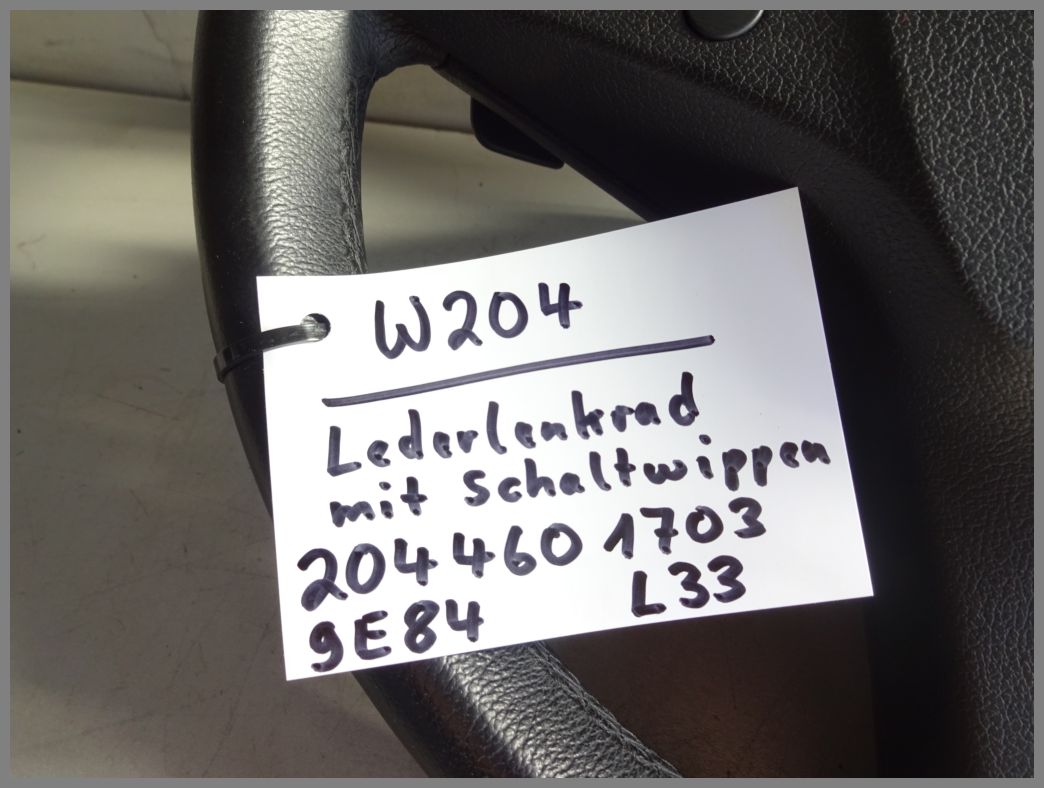 W204
Lederlenkrad
mit Schaltwippen
204 460 1703
9E84 L33